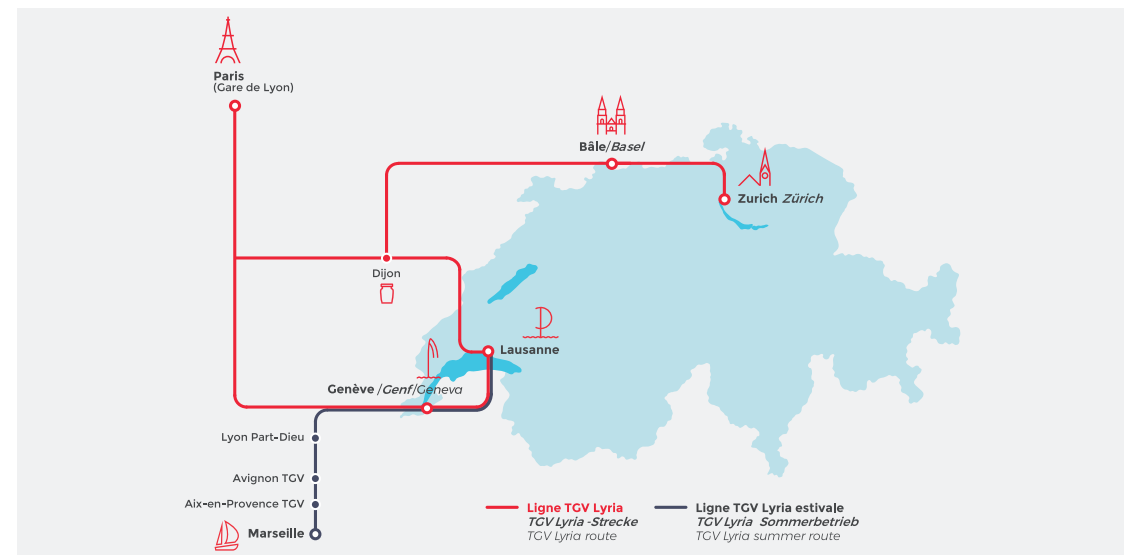 Paris
(Gare de Lyon)
Bâle/Basel
Zurich Zürich
Dijon
Lausanne
Genève /Genf/Geneva
Lyon Part-Dieu
Avignon TGV
Aix-en-Provence TGV
Marseille
Ligne TGV Lyria
TGV Lyria -Strecke
TGV Lyria route
Ligne TGV Lyria estivale
TGV Lyria Sommerbetrieb
TGV Lyria summer route